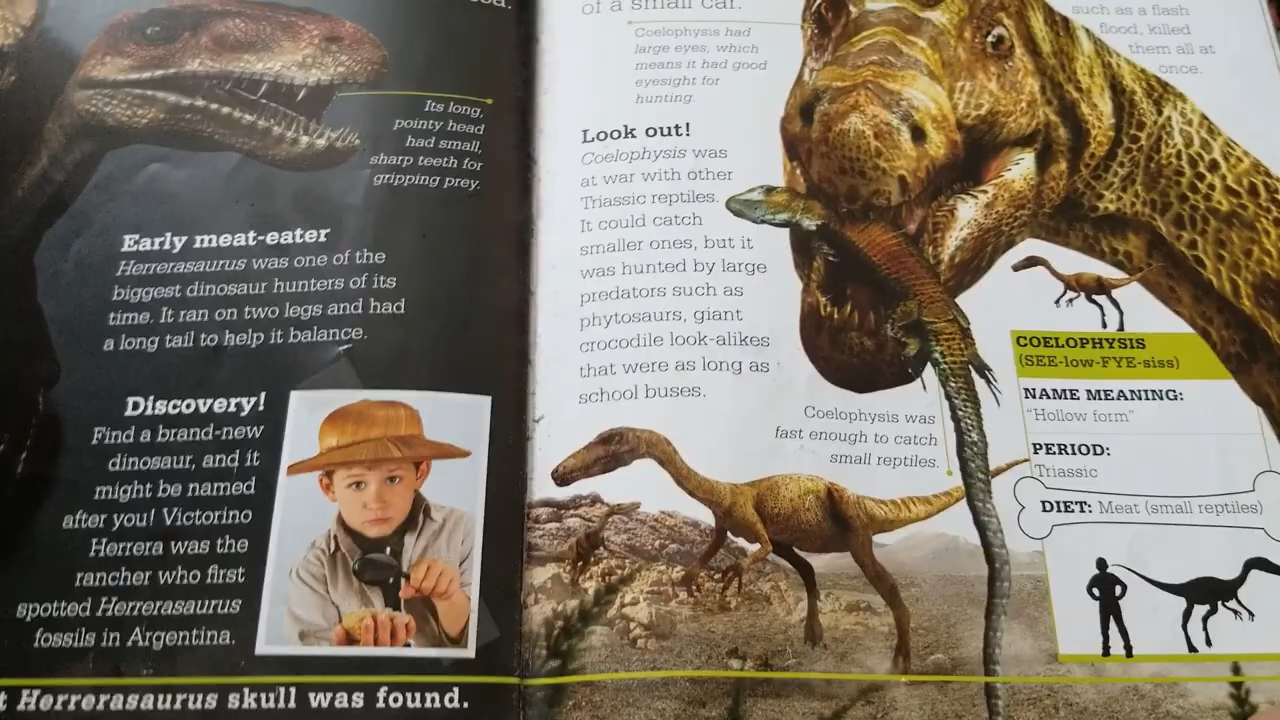 Its long,
pointy head
had small,
sharp teeth for
gripping prey.
Early meat-eater
Herrerasaurus was one of the
biggest dinosaur hunters of its
time. It ran on two legs and had
a long tail to help it balance.
Discovery!
Find a brand-new
dinosaur, and it
might be named
after you! Victorino
Herrera was the
rancher who first
spotted Herrerasaurus
fossils in Argentina.
t Herrerasaurus skull was found.
of a small car.
Coelophysis had
large eyes, which
means it had good
eyesight for
hunting.
Look out!
Coelophysis was
at war with other
Triassic reptiles.
It could catch
smaller ones, but it
was hunted by large
predators such as
phytosaurs, giant
crocodile look-alikes
that were as long as
school buses.
Coelophysis was
fast enough to catch
small reptiles.
such as a flash
flood, killed
them all at
once.
COELOPHYSIS
(SEE-low-FYE-siss)
NAME MEANING:
"Hollow form"
PERIOD:
Triassic
DIET: Meat (small reptiles)